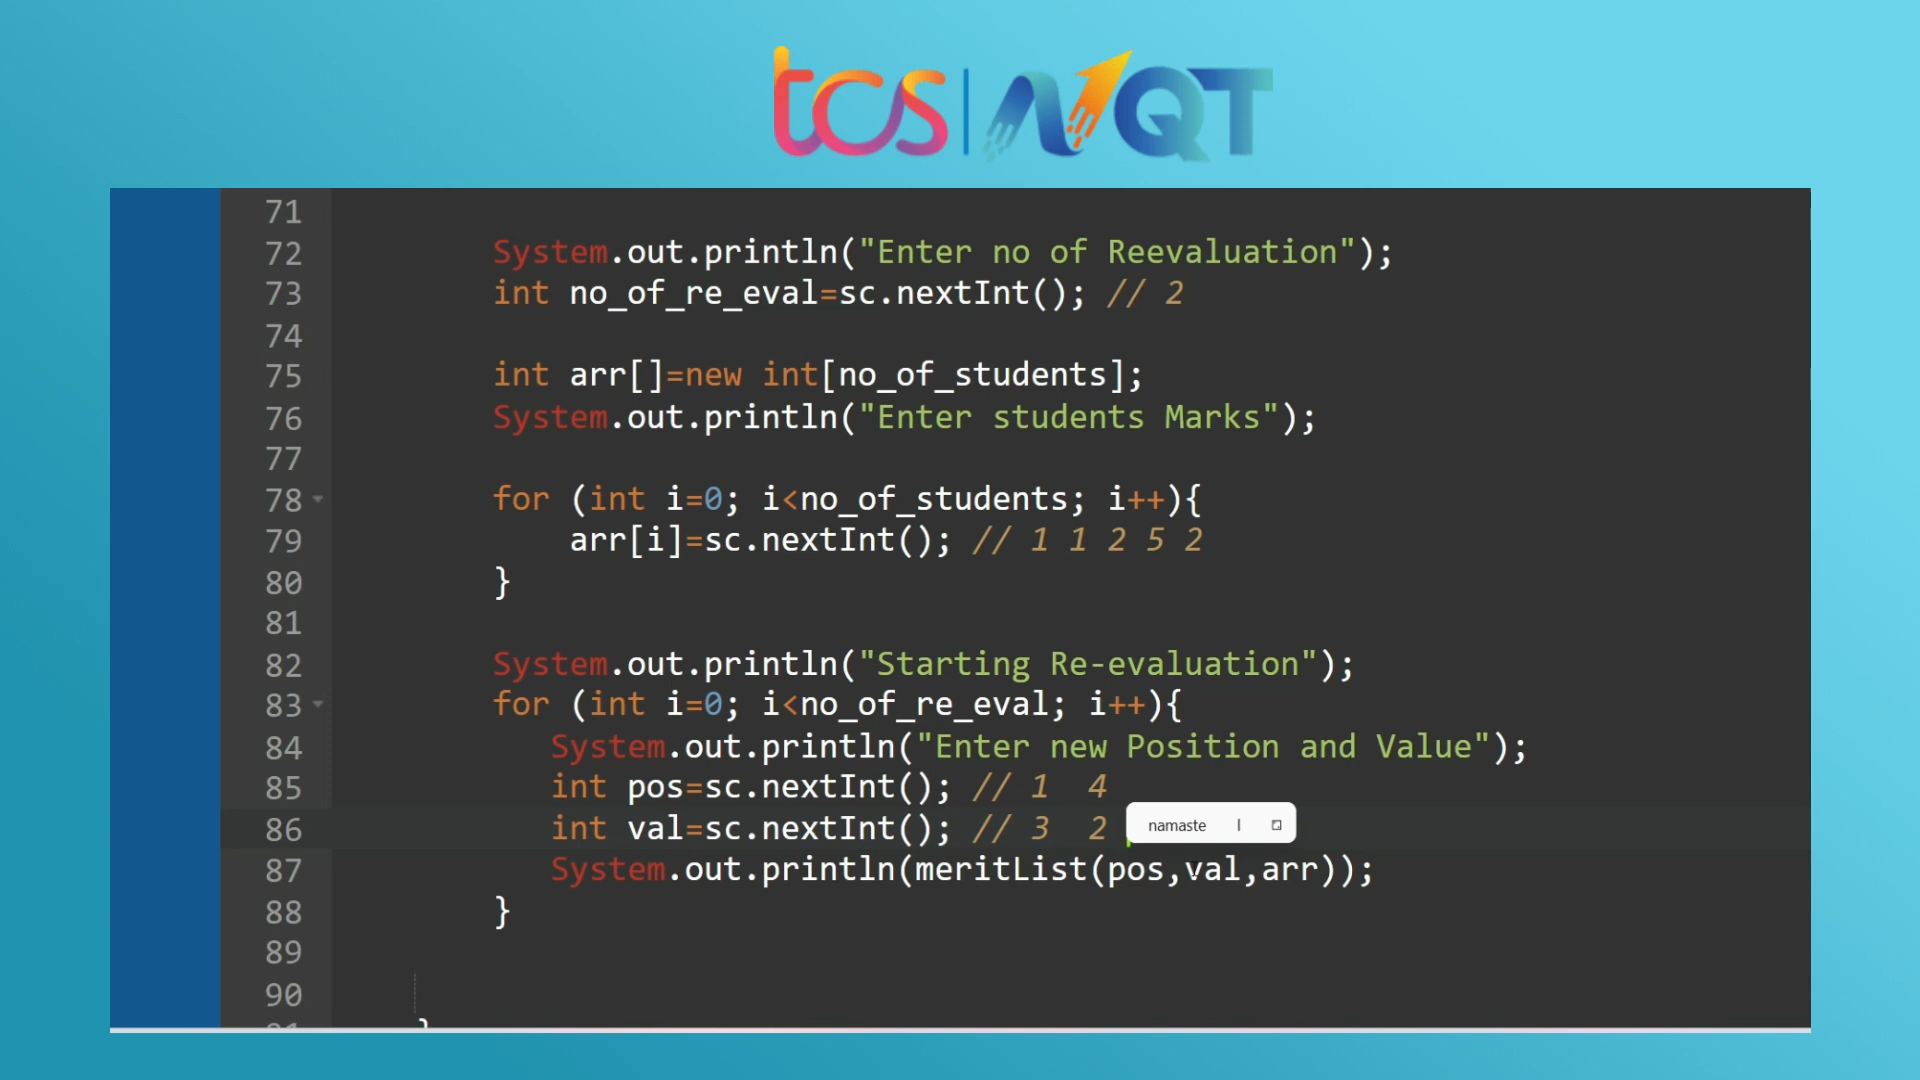 tcs | NQT
71
72 System.out.println("Enter no of Reevaluation");
73 int no_of_re_eval=sc.nextInt(); // 2
74
75 int arr[]=new int[no_of_students];
76 System.out.println("Enter students Marks");
77
78 for (int i=0; i<no_of_students; i++){
79 arr[i]=sc.nextInt(); // 1 1 2 5 2
80 }
81
82 System.out.println("Starting Re-evaluation");
83 for (int i=0; i<no_of_re_eval; i++){
84 System.out.println("Enter new Position and Value");
85 int pos=sc.nextInt(); // 1 4
86 int val=sc.nextInt(); // 3 2 namaste
87 System.out.println(meritList(pos,val,arr));
88 }
89
90
91 }